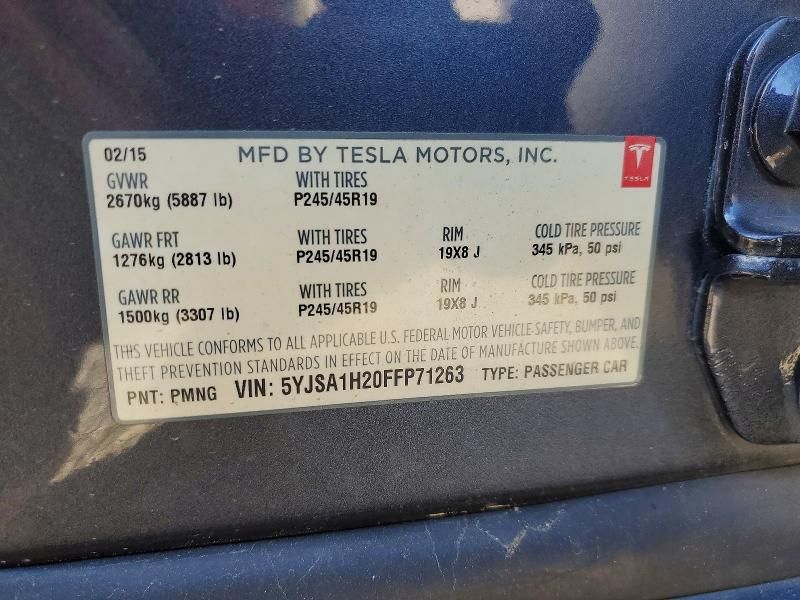 02/15 MFD BY TESLA MOTORS, INC.
TESLA
GVWR WITH TIRES
2670kg (5887 lb) P245/45R19
GAWR FRT WITH TIRES RIM COLD TIRE PRESSURE
1276kg (2813 lb) P245/45R19 19X8 J 345 kPa, 50 psi
GAWR RR WITH TIRES RIM COLD TIRE PRESSURE
1500kg (3307 lb) P245/45R19 19X8 J 345 kPa, 50 psi
THIS VEHICLE CONFORMS TO ALL APPLICABLE U.S. FEDERAL MOTOR VEHICLE SAFETY, BUMPER, AND
THEFT PREVENTION STANDARDS IN EFFECT ON THE DATE OF MANUFACTURE SHOWN ABOVE.
PNT: PMNG VIN: 5YJSA1H20FFP71263 TYPE: PASSENGER CAR